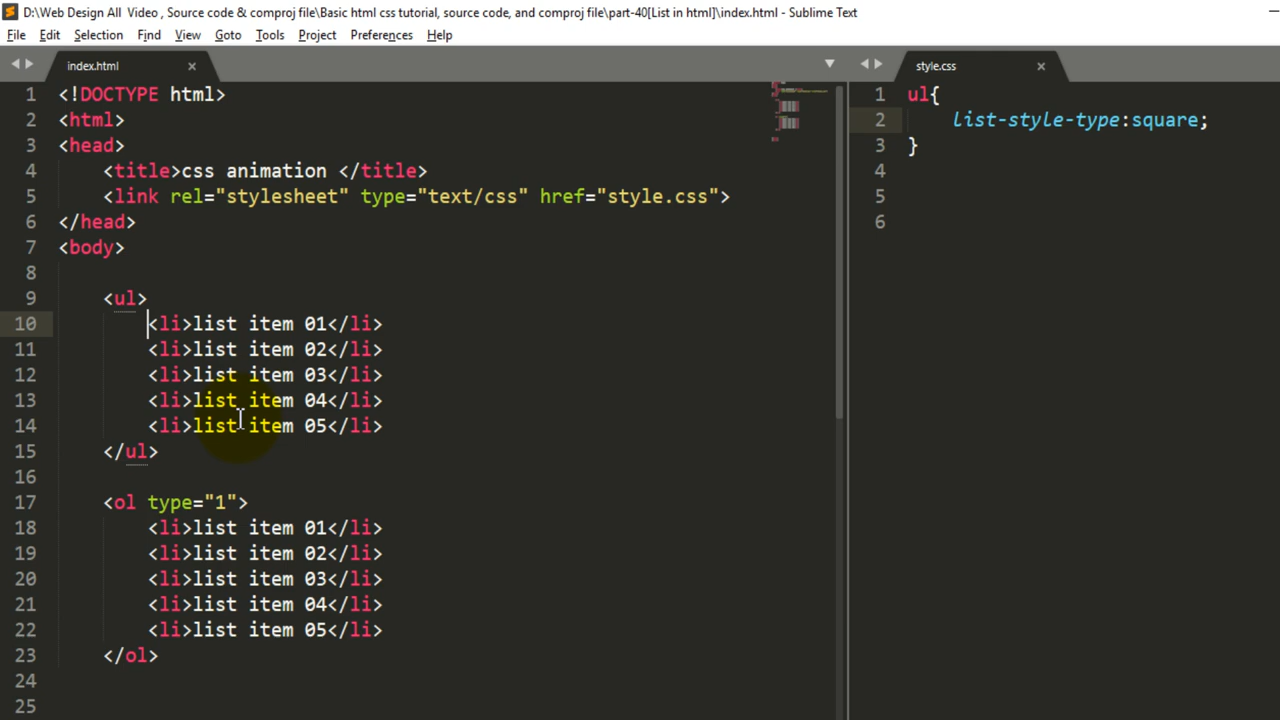 D:\Web Design All  Video , Source code & comproj file\Basic html css tutorial, source code, and comproj file\part-40[List in html]\index.html - Sublime Text
File Edit Selection Find View Goto Tools Project Preferences Help
index.html
1 <!DOCTYPE html>
2 <html>
3 <head>
4 <title>css animation </title>
5 <link rel="stylesheet" type="text/css" href="style.css">
6 </head>
7 <body>
8
9 <ul>
10 <li>list item 01</li>
11 <li>list item 02</li>
12 <li>list item 03</li>
13 <li>list item 04</li>
14 <li>list item 05</li>
15 </ul>
16
17 <ol type="1">
18 <li>list item 01</li>
19 <li>list item 02</li>
20 <li>list item 03</li>
21 <li>list item 04</li>
22 <li>list item 05</li>
23 </ol>
24
25
style.css
1 ul{
2 list-style-type:square;
3 }
4
5
6